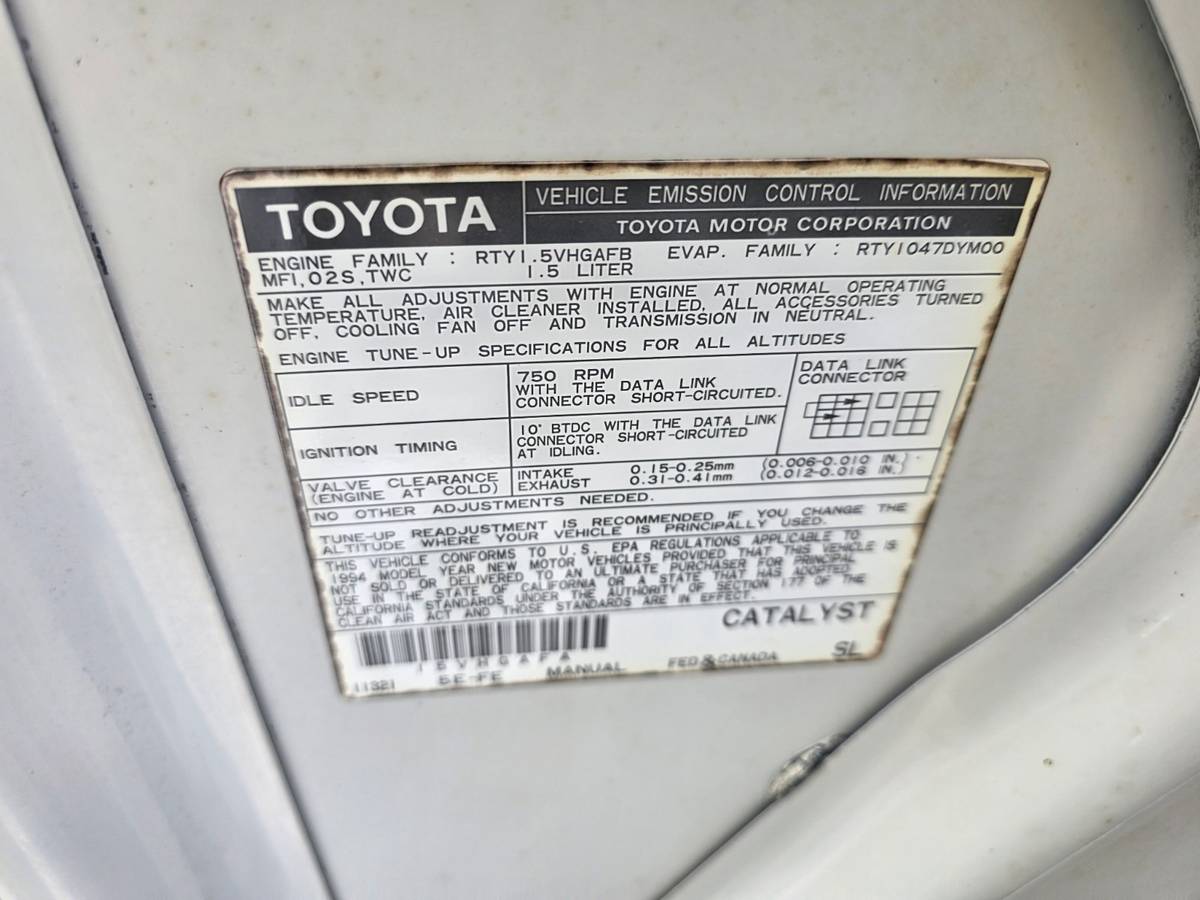 TOYOTA
VEHICLE EMISSION CONTROL INFORMATION
TOYOTA MOTOR CORPORATION
ENGINE FAMILY : RTY1.5VHGAFB EVAP. FAMILY : RTY1047DYM00
MFI,O2S,TWC 1.5 LITER
MAKE ALL ADJUSTMENTS WITH ENGINE AT NORMAL OPERATING
TEMPERATURE, AIR CLEANER INSTALLED, ALL ACCESSORIES TURNED
OFF, COOLING FAN OFF AND TRANSMISSION IN NEUTRAL.
ENGINE TUNE-UP SPECIFICATIONS FOR ALL ALTITUDES
IDLE SPEED
750 RPM
WITH THE DATA LINK
CONNECTOR SHORT-CIRCUITED.
DATA LINK
CONNECTOR
IGNITION TIMING
10° BTDC WITH THE DATA LINK
CONNECTOR SHORT-CIRCUITED
AT IDLING.
VALVE CLEARANCE
(ENGINE AT COLD)
INTAKE 0.15-0.25mm (0.006-0.010 IN.)
EXHAUST 0.31-0.41mm (0.012-0.016 IN.)
NO OTHER ADJUSTMENTS NEEDED.
TUNE-UP READJUSTMENT IS RECOMMENDED IF YOU CHANGE THE
ALTITUDE WHERE YOUR VEHICLE IS PRINCIPALLY USED.
THIS VEHICLE CONFORMS TO U.S. EPA REGULATIONS APPLICABLE TO
1994 MODEL YEAR NEW MOTOR VEHICLES PROVIDED THAT THIS VEHICLE IS
NOT SOLD OR DELIVERED TO AN ULTIMATE PURCHASER FOR PRINCIPAL
USE IN THE STATE OF CALIFORNIA OR A STATE THAT HAS ADOPTED
CALIFORNIA STANDARDS UNDER THE AUTHORITY OF SECTION 177 OF THE
CLEAN AIR ACT AND THOSE STANDARDS ARE IN EFFECT.
CATALYST
15VHGAFA
11321 5E-FE MANUAL FED & CANADA SL